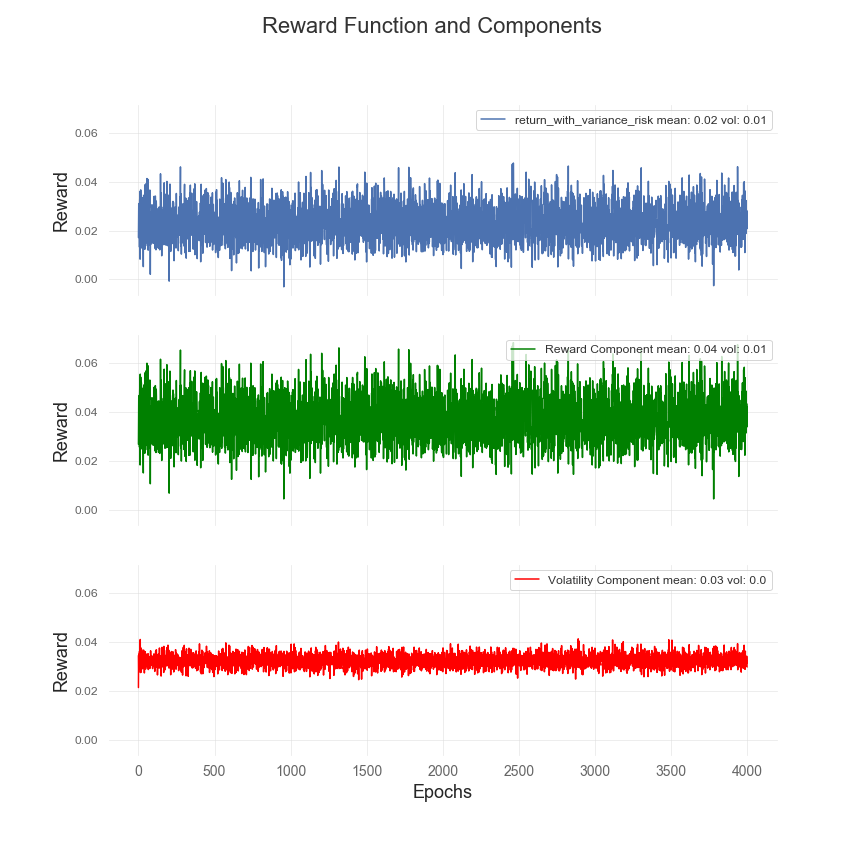 Reward Function and Components
return_with_variance_risk mean: 0.02 vol: 0.01
0.06
0.04
0.02
0.00
Reward
Reward Component mean: 0.04 vol: 0.01
0.06
0.04
0.02
0.00
Reward
Volatility Component mean: 0.03 vol: 0.0
0.06
0.04
0.02
0.00
Reward
0 500 1000 1500 2000 2500 3000 3500 4000
Epochs